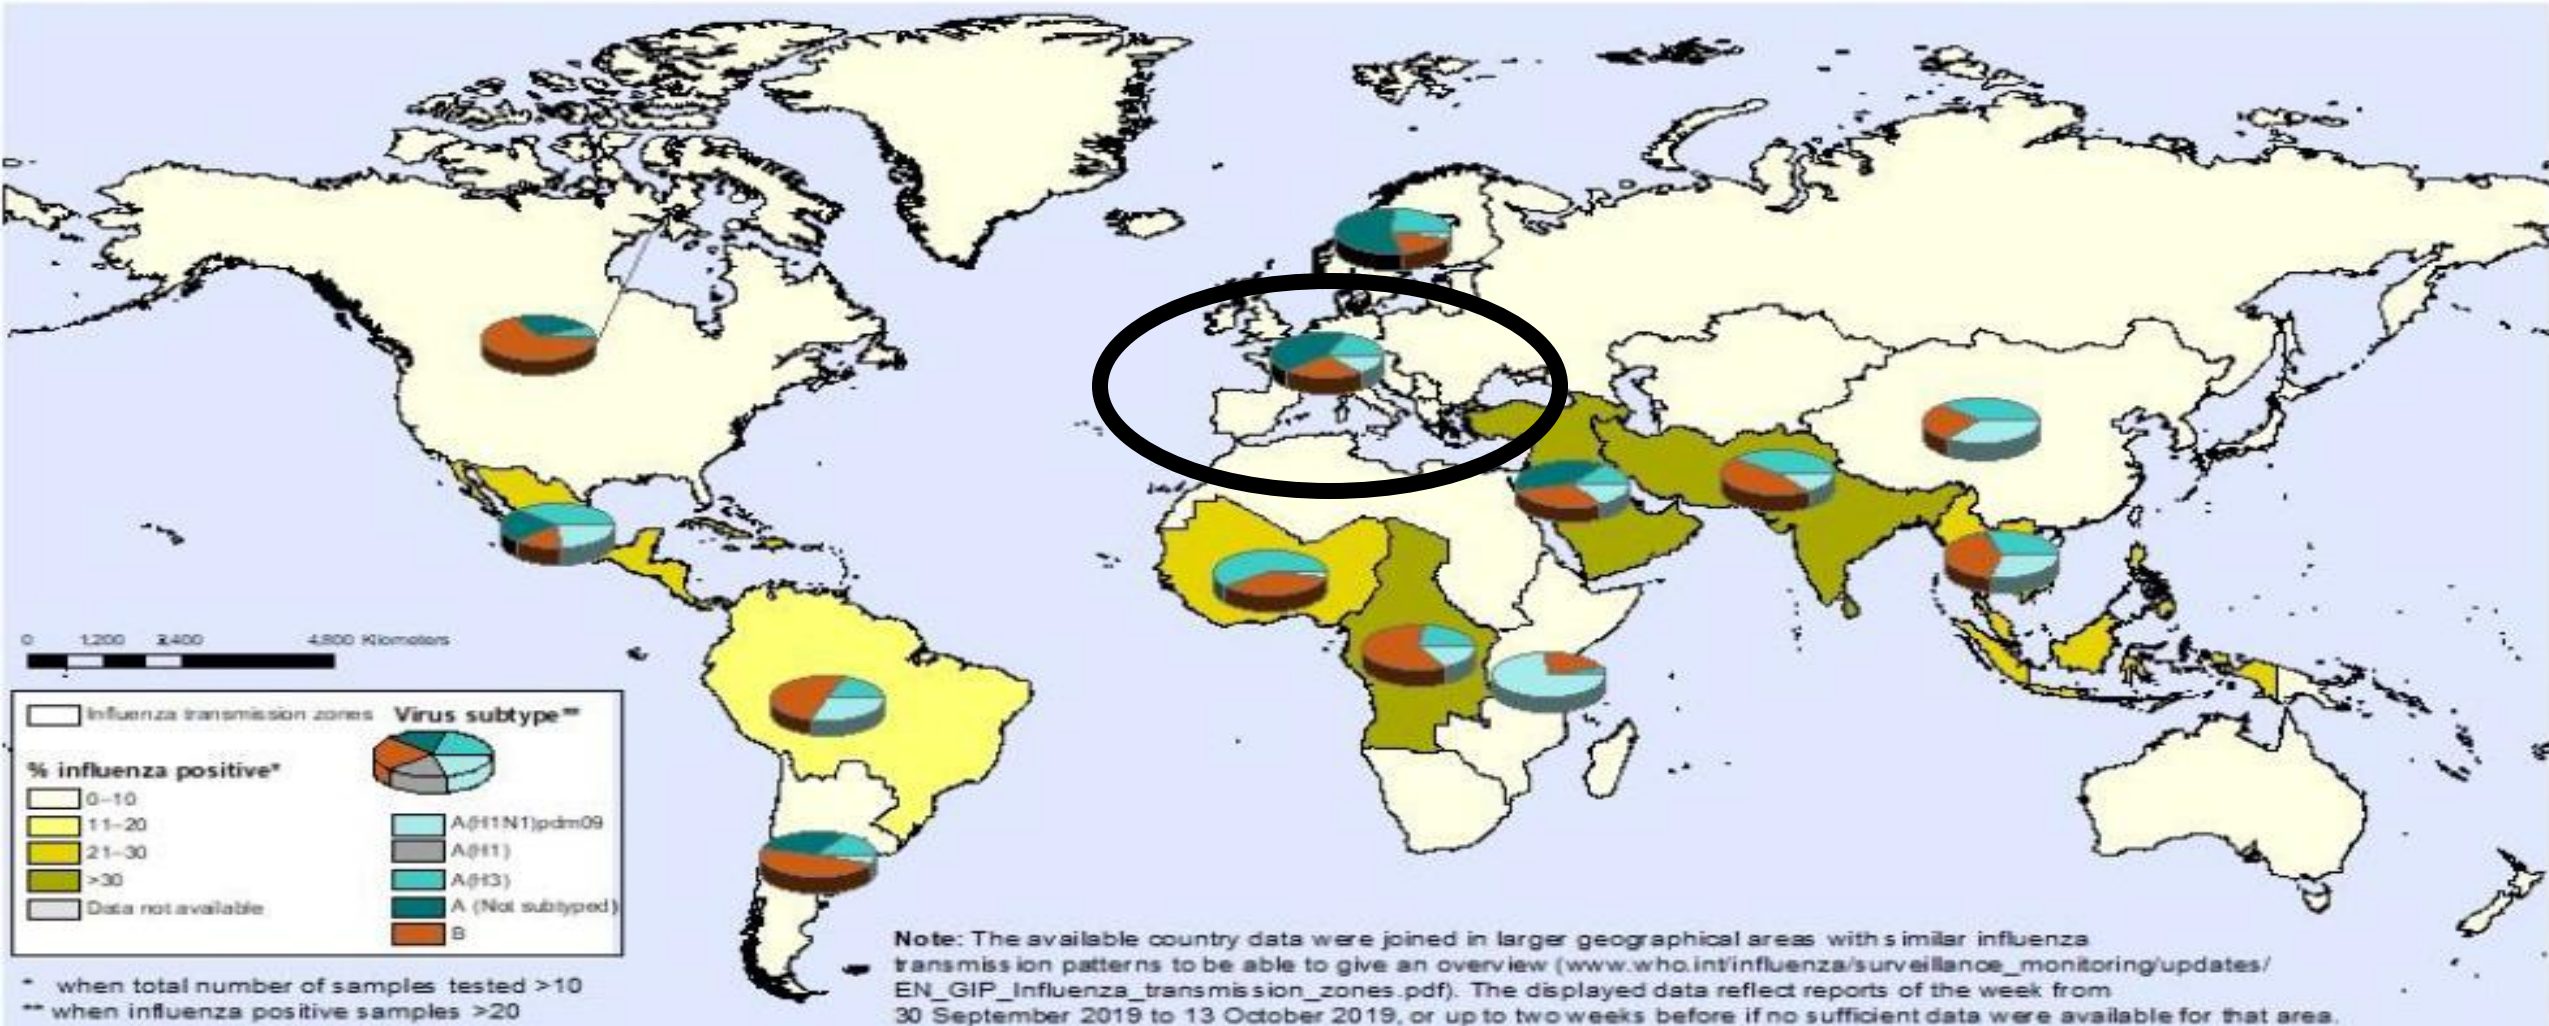 0 1,200 2,400 4,800 Kilometers
Influenza transmission zones
Virus subtype**
% influenza positive*
0-10
11-20
21-30
>30
Data not available
A(H1N1)pdm09
A(H1)
A(H3)
A (Not subtyped)
B
* when total number of samples tested >10
** when influenza positive samples >20
Note: The available country data were joined in larger geographical areas with similar influenza
transmission patterns to be able to give an overview (www.who.int/influenza/surveillance_monitoring/updates/
EN_GIP_Influenza_transmission_zones.pdf). The displayed data reflect reports of the week from
30 September 2019 to 13 October 2019, or up to two weeks before if no sufficient data were available for that area.